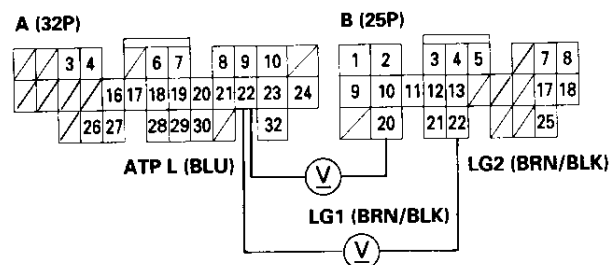 A (32P)
B (25P)
3 4 6 7 8 9 10
16 17 18 19 20 21 22 23 24
26 27 28 29 30 32
1 2 3 4 5 7 8
9 10 11 12 13 17 18
20 21 22 25
ATP L (BLU)
LG2 (BRN/BLK)
V
LG1 (BRN/BLK)
V